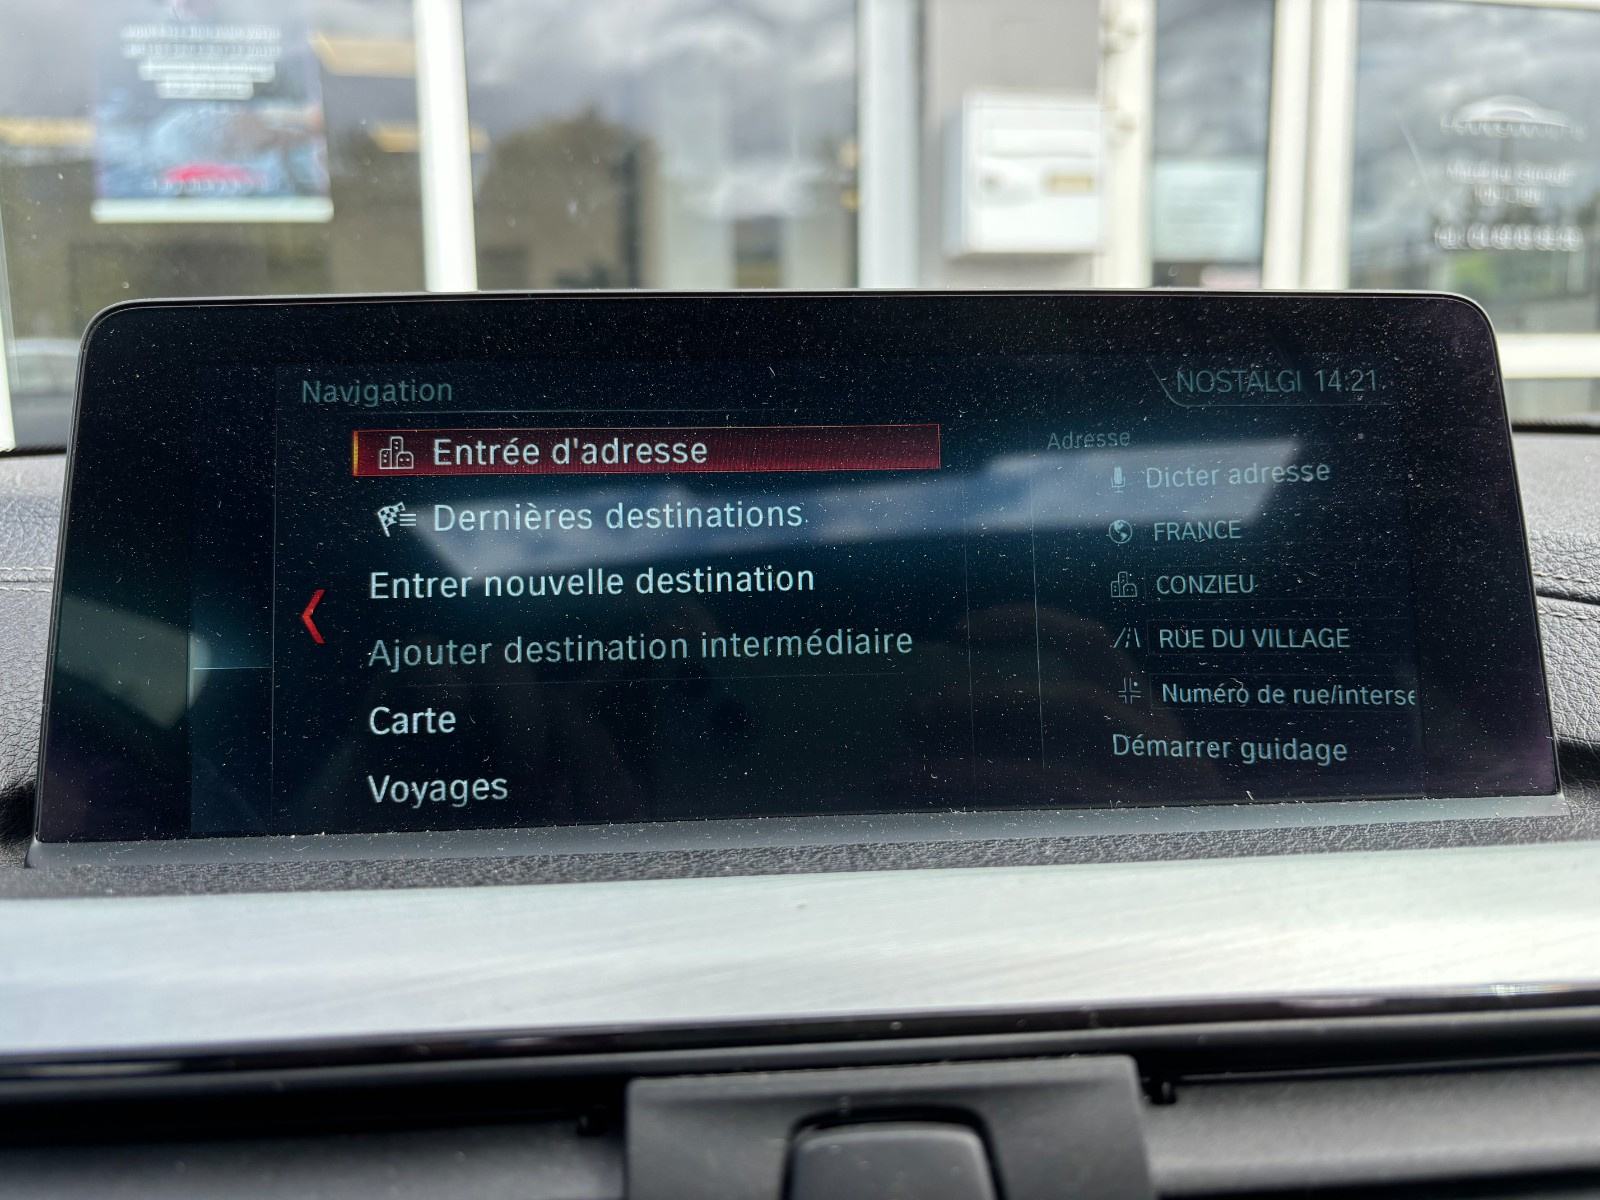 Navigation
NOSTALGI 14:21
Entrée d'adresse
Dernières destinations
Entrer nouvelle destination
Ajouter destination intermédiaire
Carte
Voyages
Adresse
Dicter adresse
FRANCE
CONZIEU
RUE DU VILLAGE
Numéro de rue/interse
Démarrer guidage